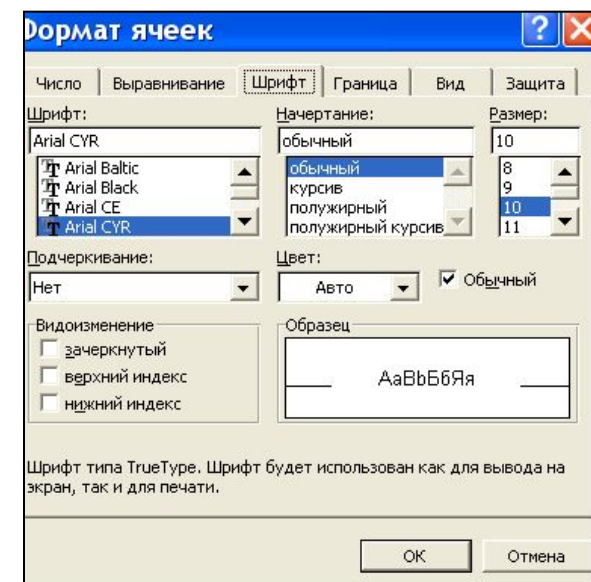 Формат ячеек
Число Выравнивание Шрифт Граница Вид Защита
Шрифт: Начертание: Размер:
Arial CYR обычный 10
Arial Baltic обычный 8
Arial Black курсив 9
Arial CE полужирный 10
Arial CYR полужирный курсив 11
Подчеркивание: Цвет:
Нет Авто Обычный
Видоизменение Образец
зачеркнутый
верхний индекс АаBbБбЯя
нижний индекс
Шрифт типа TrueType. Шрифт будет использован как для вывода на
экран, так и для печати.
ОК Отмена